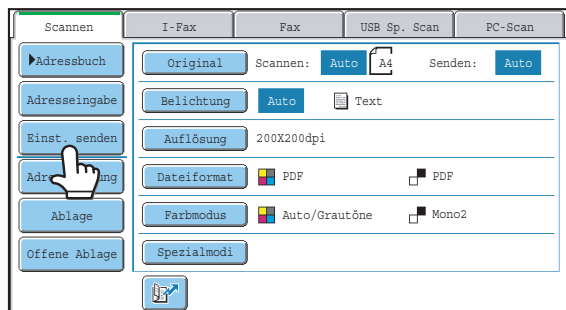 Scannen I-Fax Fax USB Sp. Scan PC-Scan
Adressbuch
Original Scannen: Auto A4 Senden: Auto
Adresseingabe
Belichtung Auto Text
Einst. senden
Auflösung 200X200dpi
Dateiformat PDF PDF
Ablage
Farbmodus Auto/Grautöne Mono2
Offene Ablage
Spezialmodi